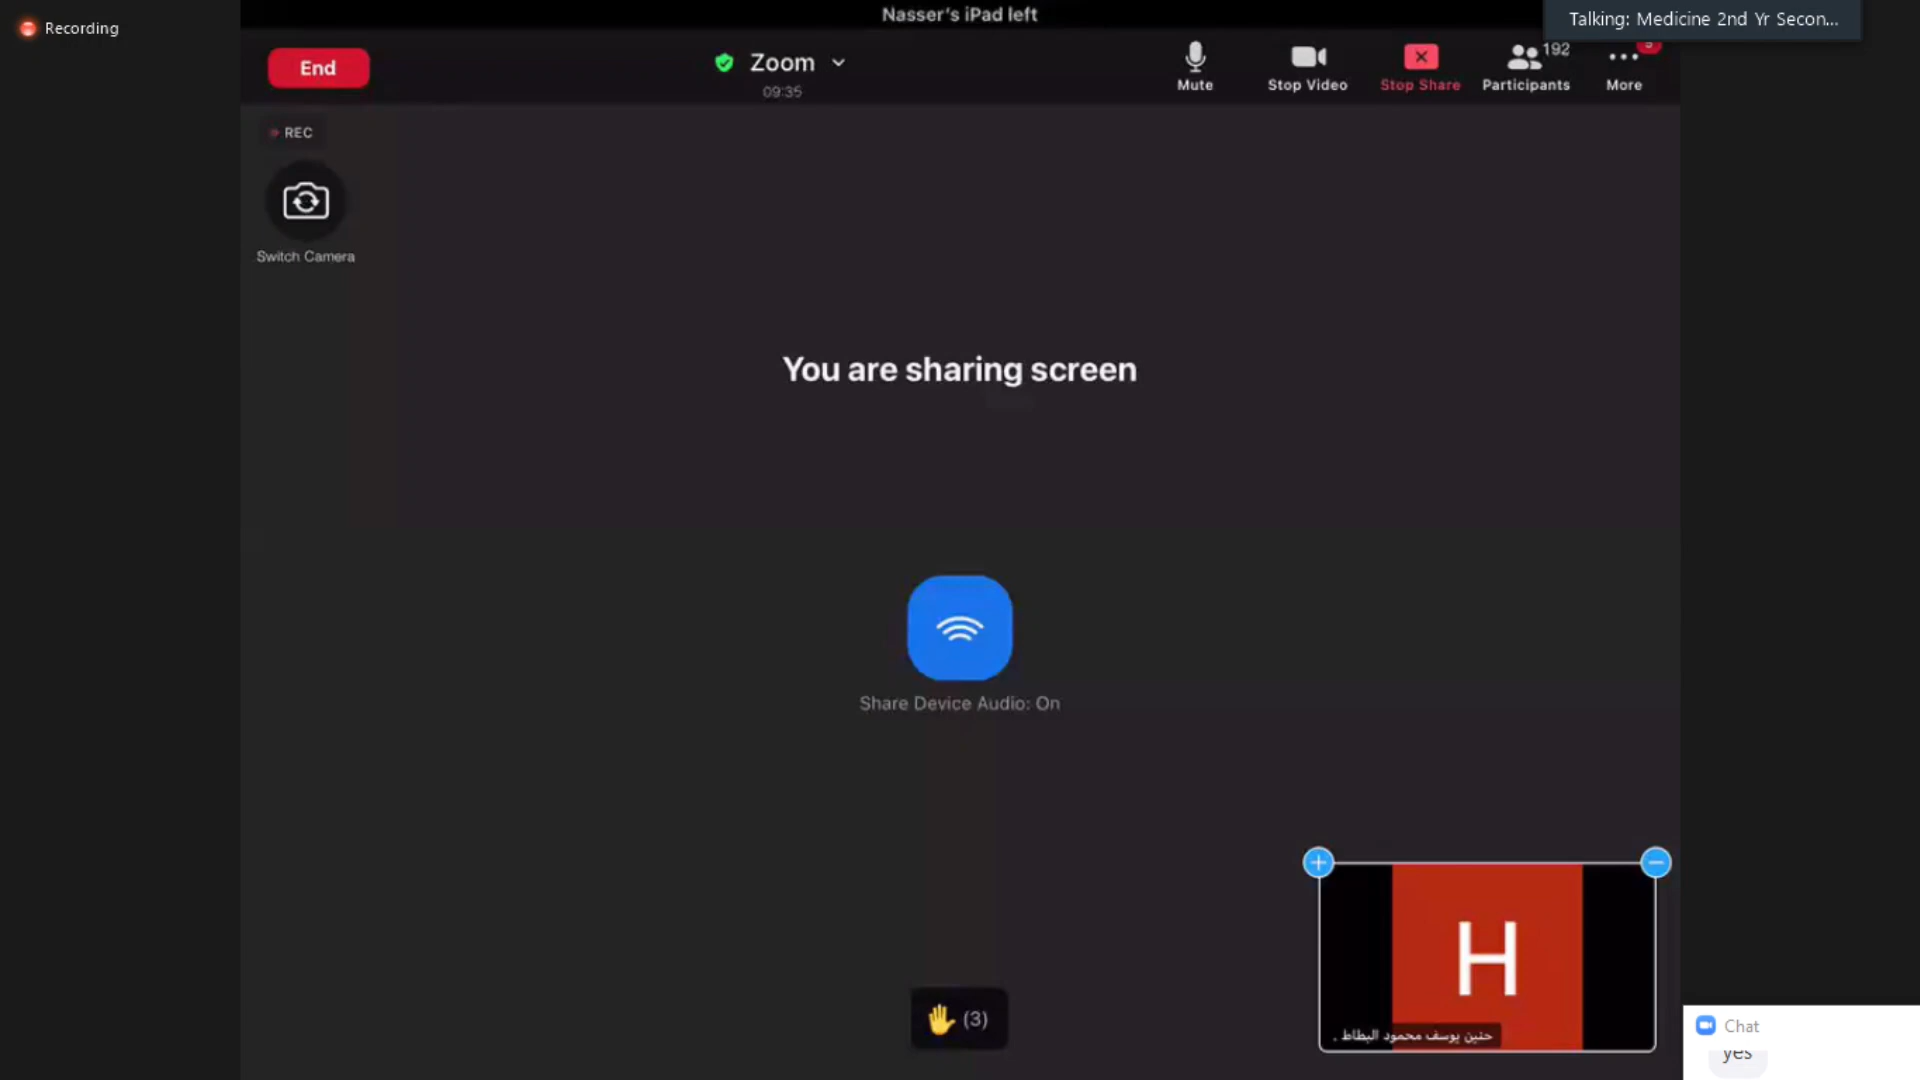 Recording
Nasser's iPad left
Talking: Medicine 2nd Yr Secon...
End
Zoom
09:35
Mute
Stop Video
Stop Share
192
Participants
More
REC
Switch Camera
You are sharing screen
Share Device Audio: On
(3)
H
حنين يوسف محمود البطاط .
Chat
yes